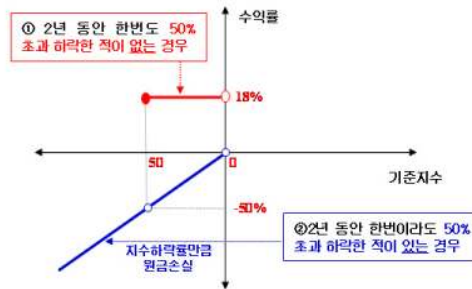 ① 2년 동안 한번도 50%
초과 하락한 적이 없는 경우
수익률
18%
50
0
기준지수
-50%
지수하락률만큼
원금손실
②2년 동안 한번이라도 50%
초과 하락한 적이 있는 경우